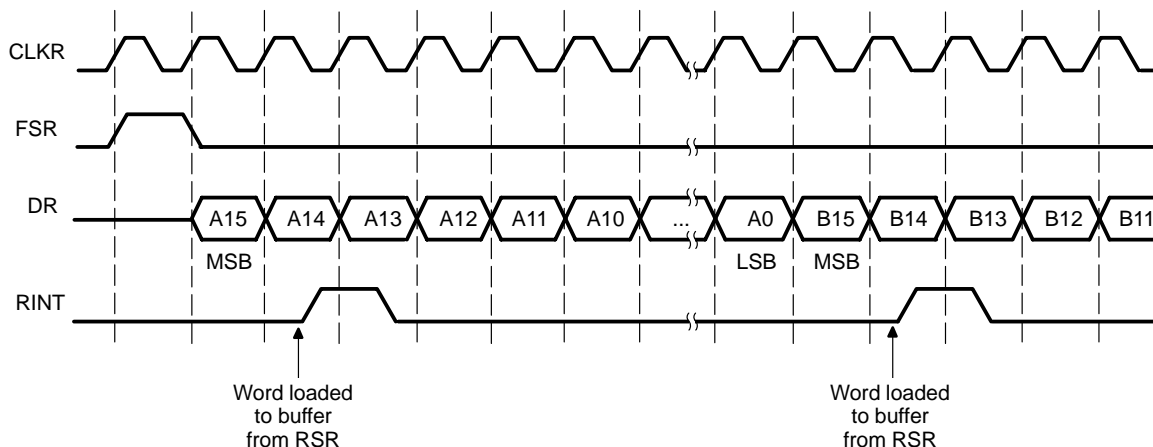 CLKR
FSR
DR
A15 A14 A13 A12 A11 A10 ... A0 B15 B14 B13 B12 B11
MSB LSB MSB
RINT
Word loaded
to buffer
from RSR
Word loaded
to buffer
from RSR